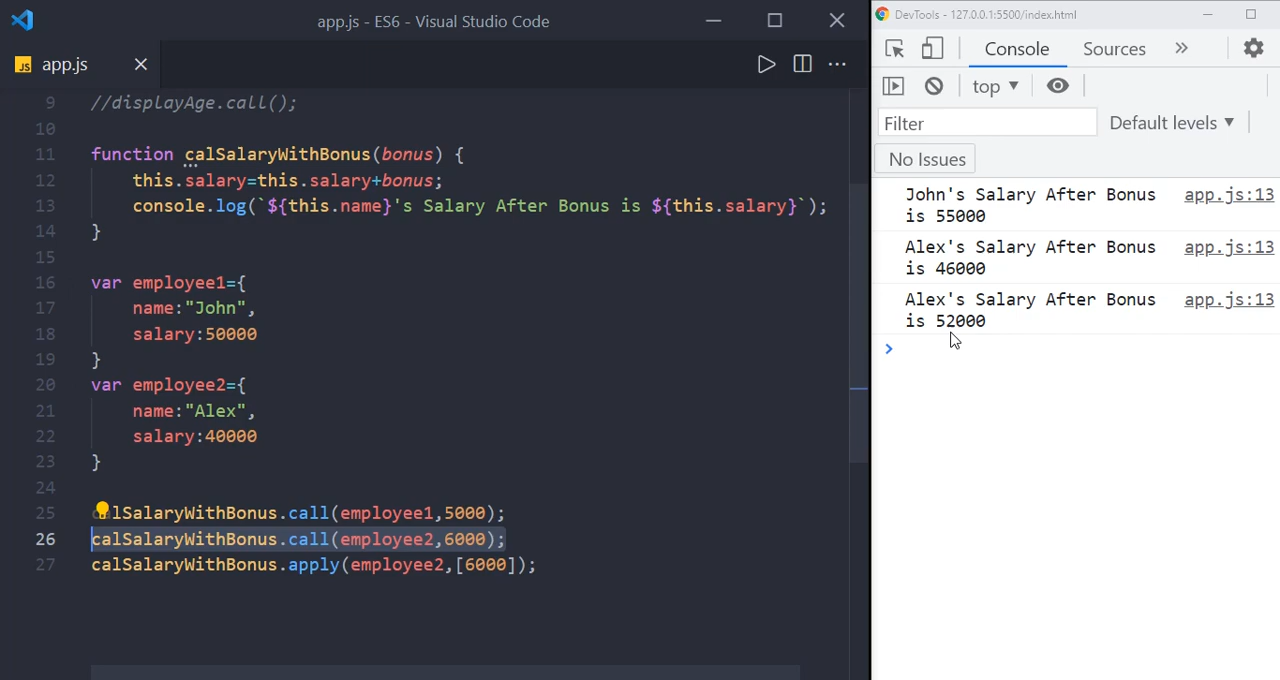 app.js - ES6 - Visual Studio Code
JS app.js
9 //displayAge.call();
10
11 function calSalaryWithBonus(bonus) {
12 this.salary=this.salary+bonus;
13 console.log(`${this.name}'s Salary After Bonus is ${this.salary}`);
14 }
15
16 var employee1={
17 name:"John",
18 salary:50000
19 }
20 var employee2={
21 name:"Alex",
22 salary:40000
23 }
24
25 calSalaryWithBonus.call(employee1,5000);
26 calSalaryWithBonus.call(employee2,6000);
27 calSalaryWithBonus.apply(employee2,[6000]);
DevTools - 127.0.0.1:5500/index.html
Console Sources
top
Filter Default levels
No Issues
John's Salary After Bonus app.js:13
is 55000
Alex's Salary After Bonus app.js:13
is 46000
Alex's Salary After Bonus app.js:13
is 52000